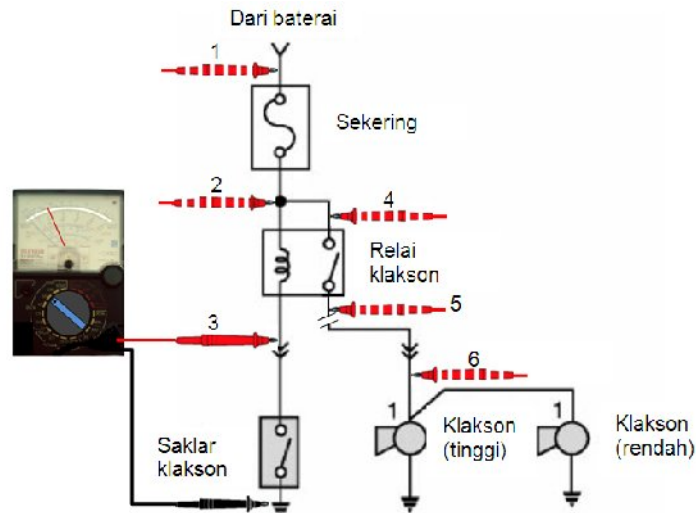 Dari baterai
1
Sekering
2
4
Relai
klakson
3
5
6
1
Klakson
(tinggi)
1
Klakson
(rendah)
Saklar
klakson